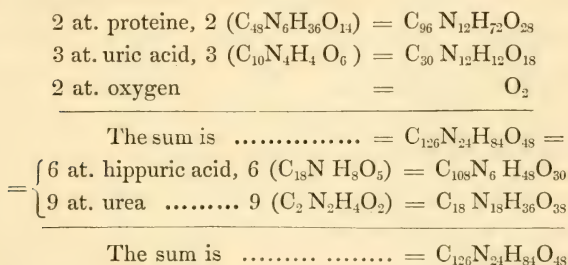 2 at. proteine, 2 (C₄₈N₆H₃₆O₁₄) = C₉₆ N₁₂H₇₂O₂₈
3 at. uric acid, 3 (C₁₀N₄H₄ O₆ ) = C₃₀ N₁₂H₁₂O₁₈
2 at. oxygen = O₂
The sum is ............... = C₁₂₆N₂₄H₈₄O₄₈ =
= { 6 at. hippuric acid, 6 (C₁₈N H₈O₅) = C₁₀₈N₆ H₄₈O₃₀
9 at. urea ......... 9 (C₂ N₂H₄O₂) = C₁₈ N₁₈H₃₆O₃₈
The sum is ......... ......... = C₁₂₆N₂₄H₈₄O₄₈